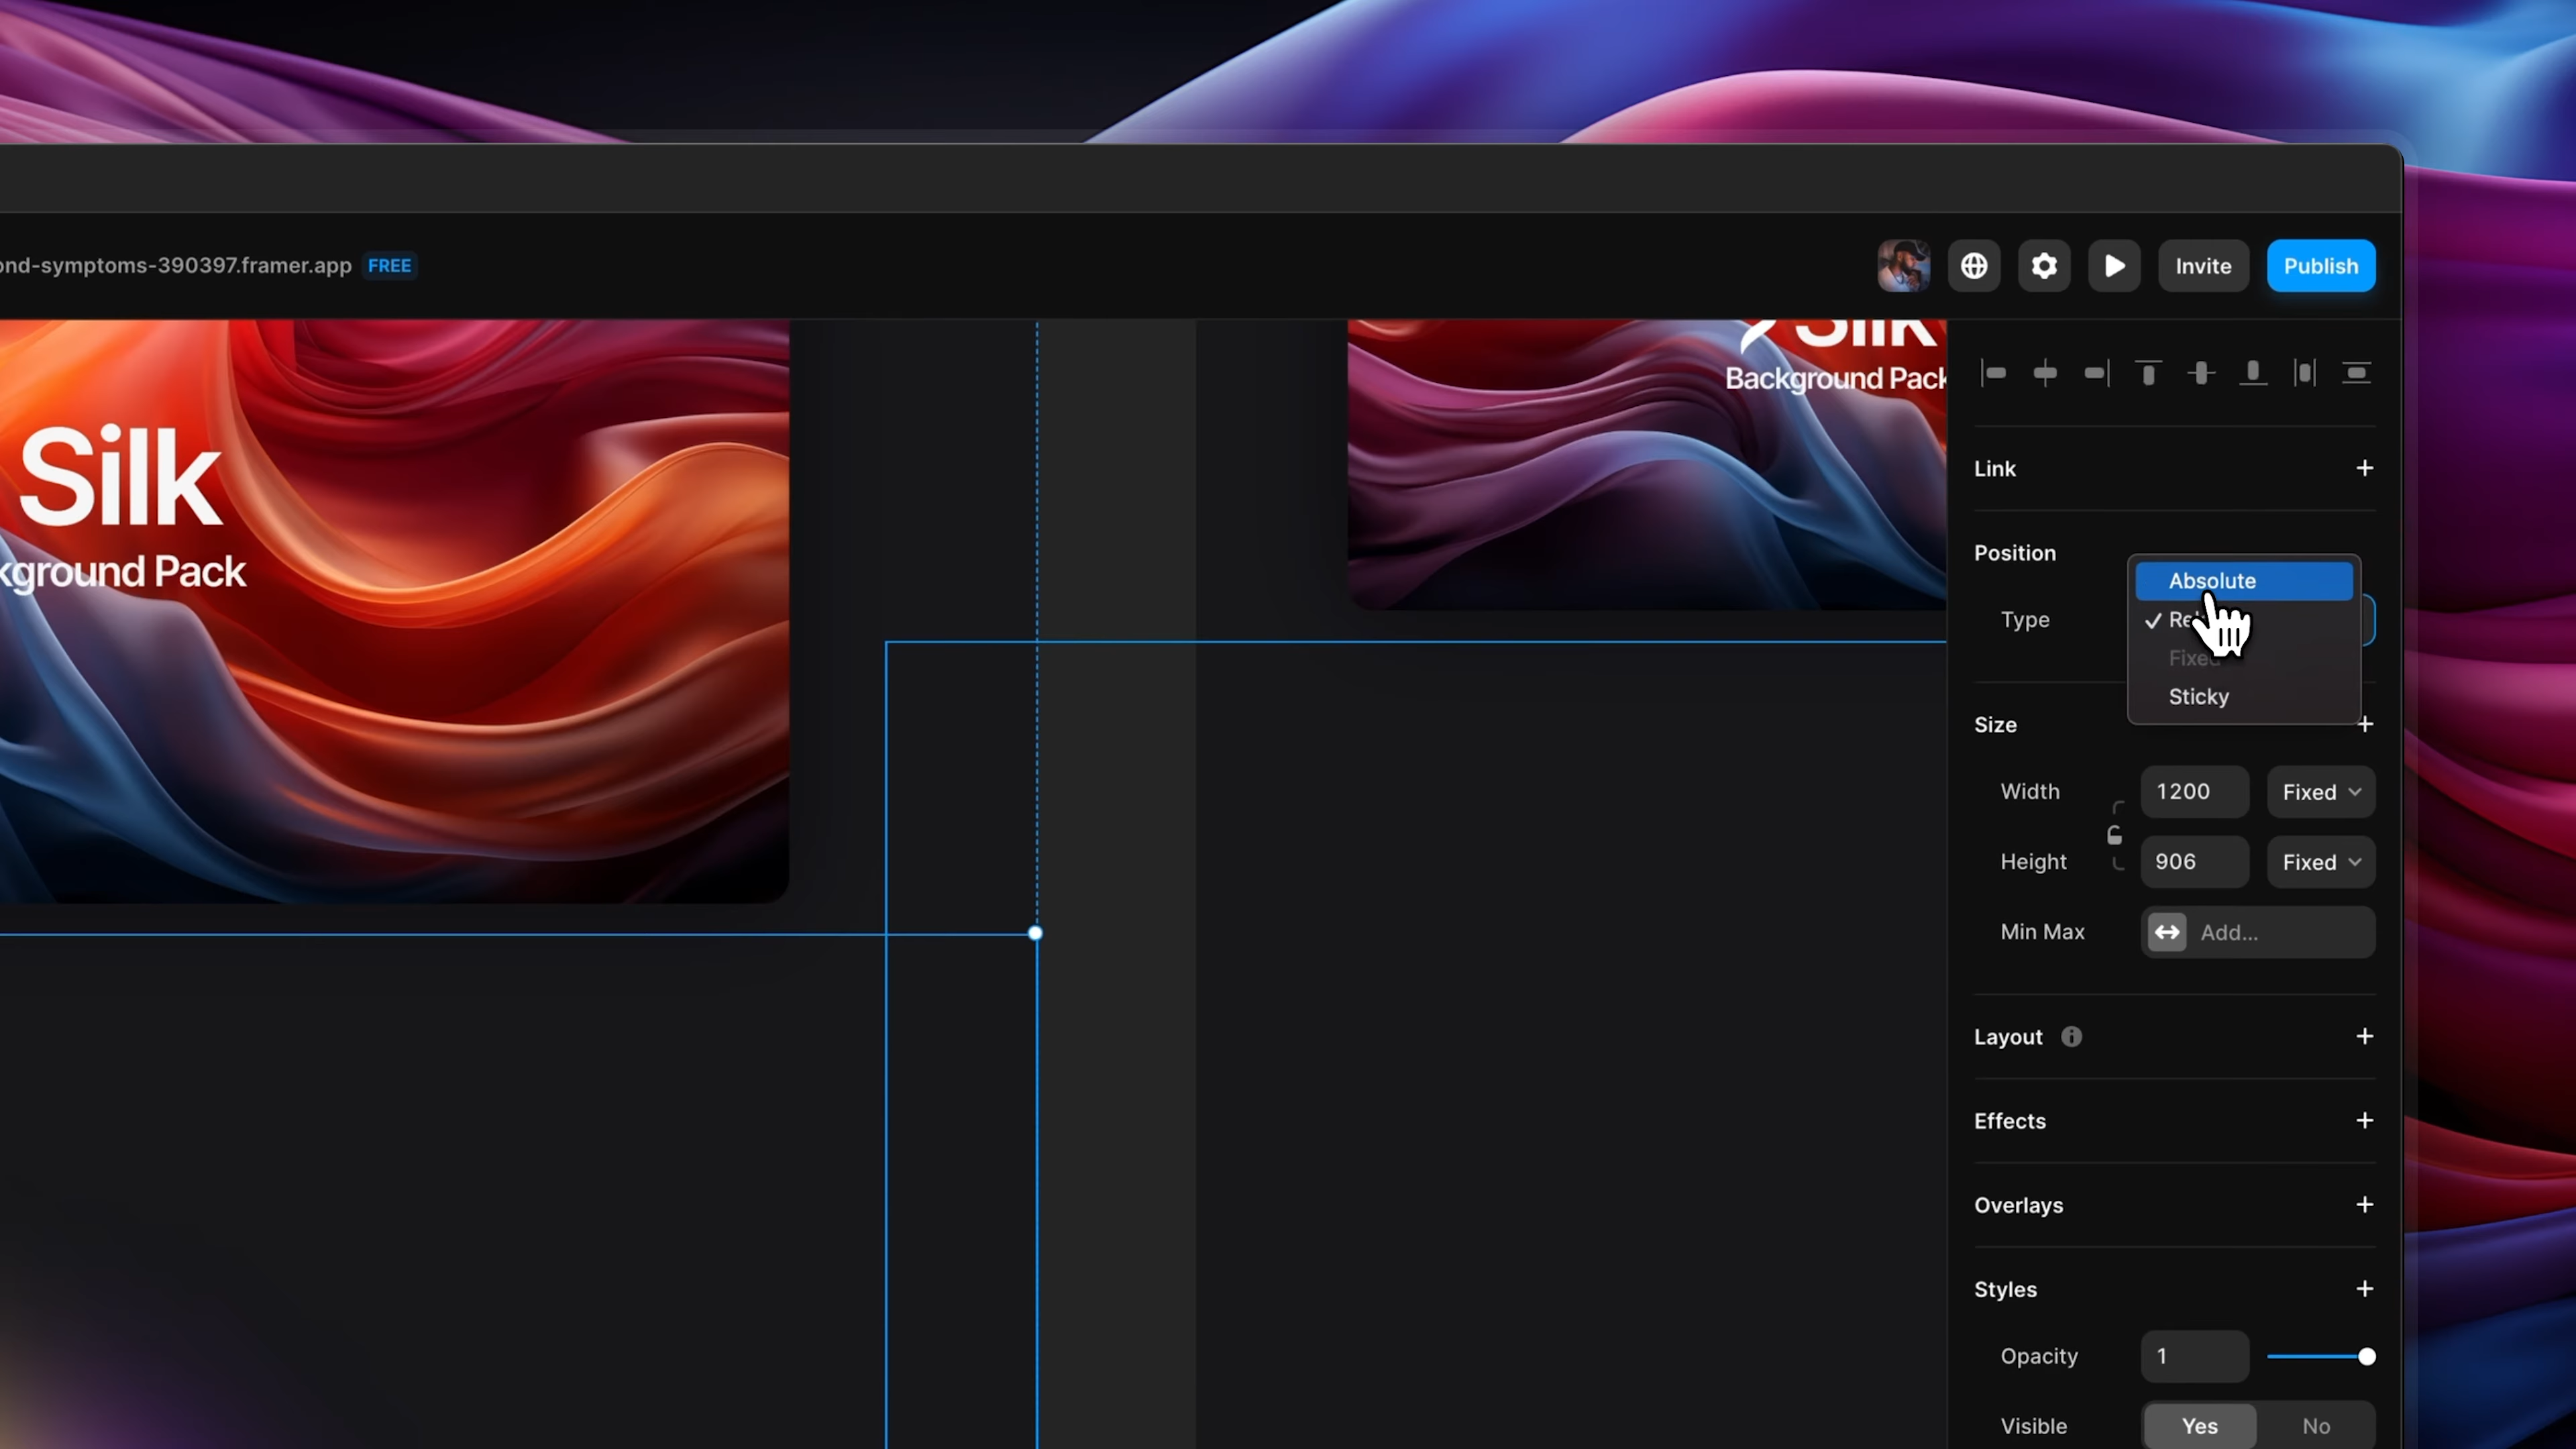 ond-symptoms-390397.framer.app FREE
Invite
Publish
Silk
Background Pack
Silk
kground Pack
Link
Position
Type
Absolute
Sticky
Size
Width 1200 Fixed
Height 906 Fixed
Min Max Add...
Layout
Effects
Overlays
Styles
Opacity 1
Visible Yes No